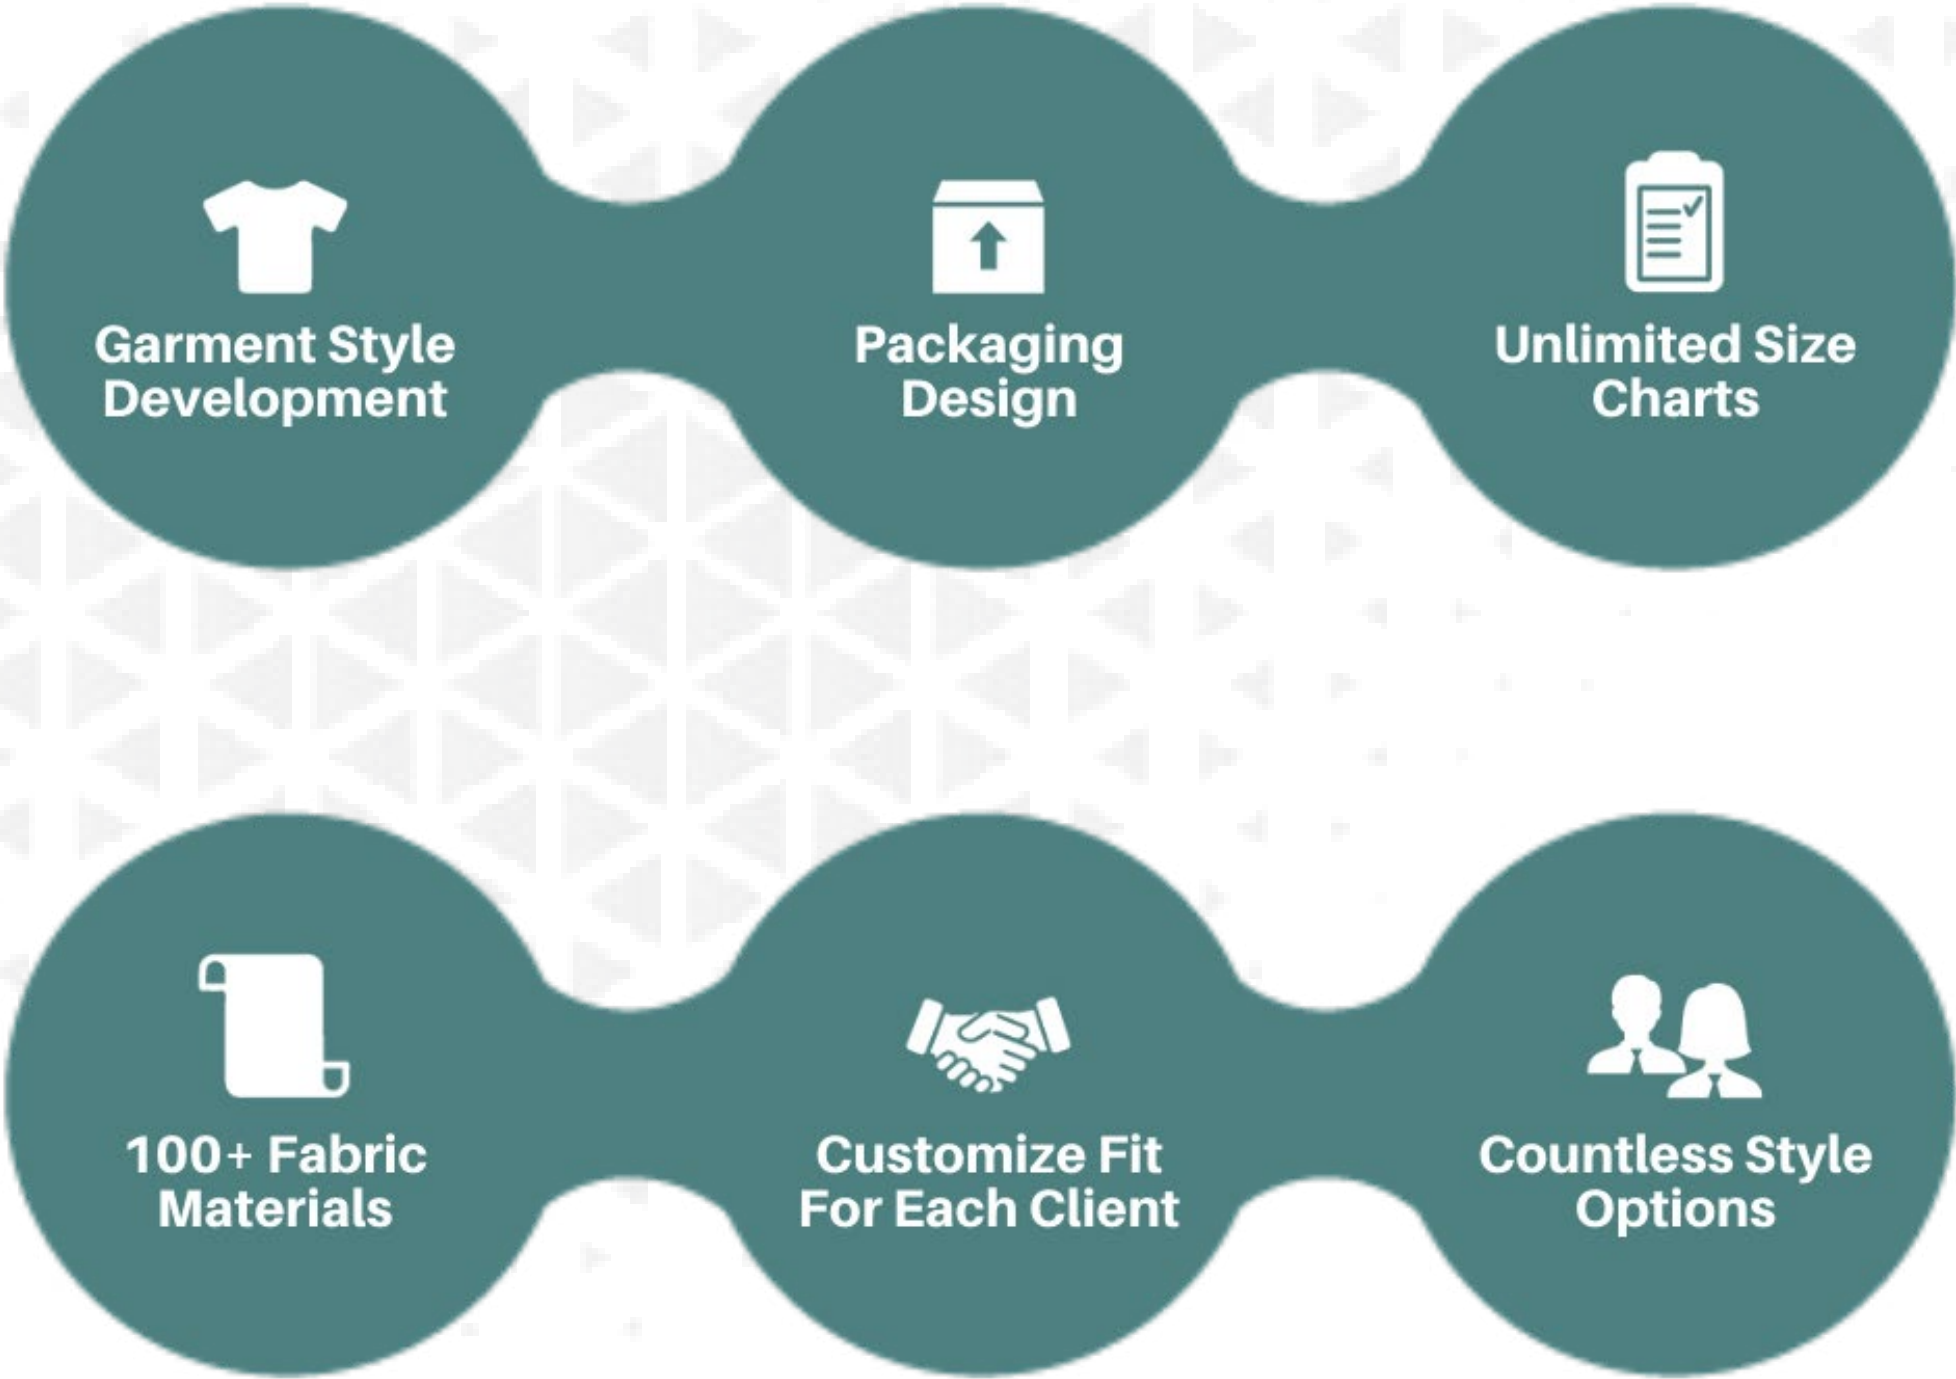 Garment Style
Development
Packaging
Design
Unlimited Size
Charts
100+ Fabric
Materials
Customize Fit
For Each Client
Countless Style
Options